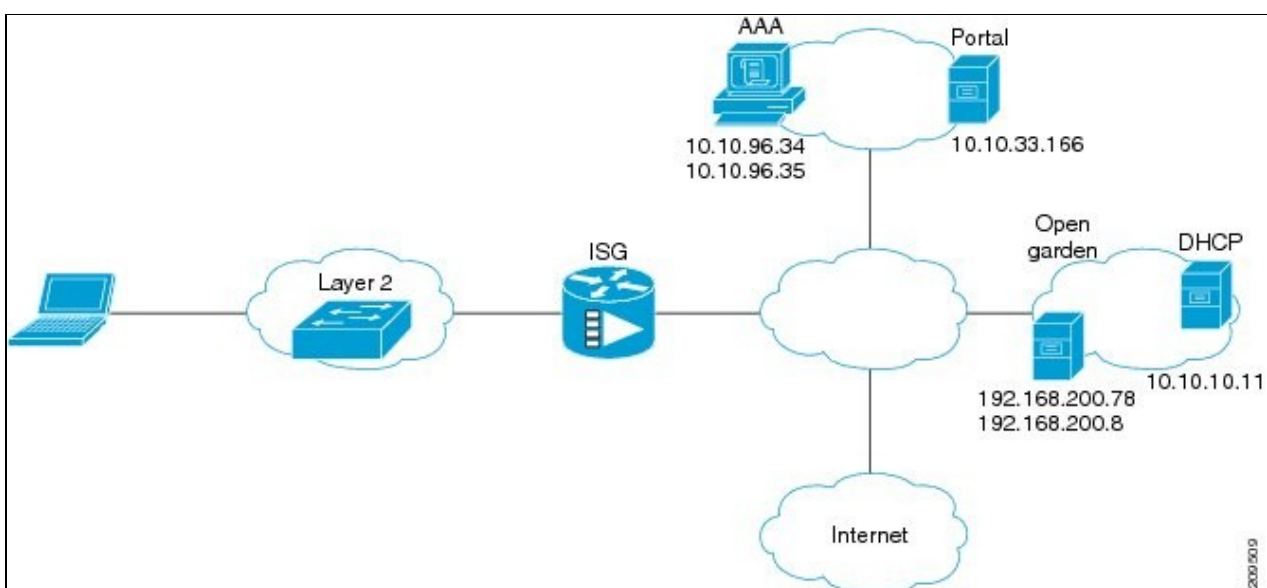 AAA
Portal
10.10.96.34
10.10.96.35
10.10.33.166
Open
garden
DHCP
ISG
Layer 2
10.10.10.11
192.168.200.78
192.168.200.8
Internet
209509